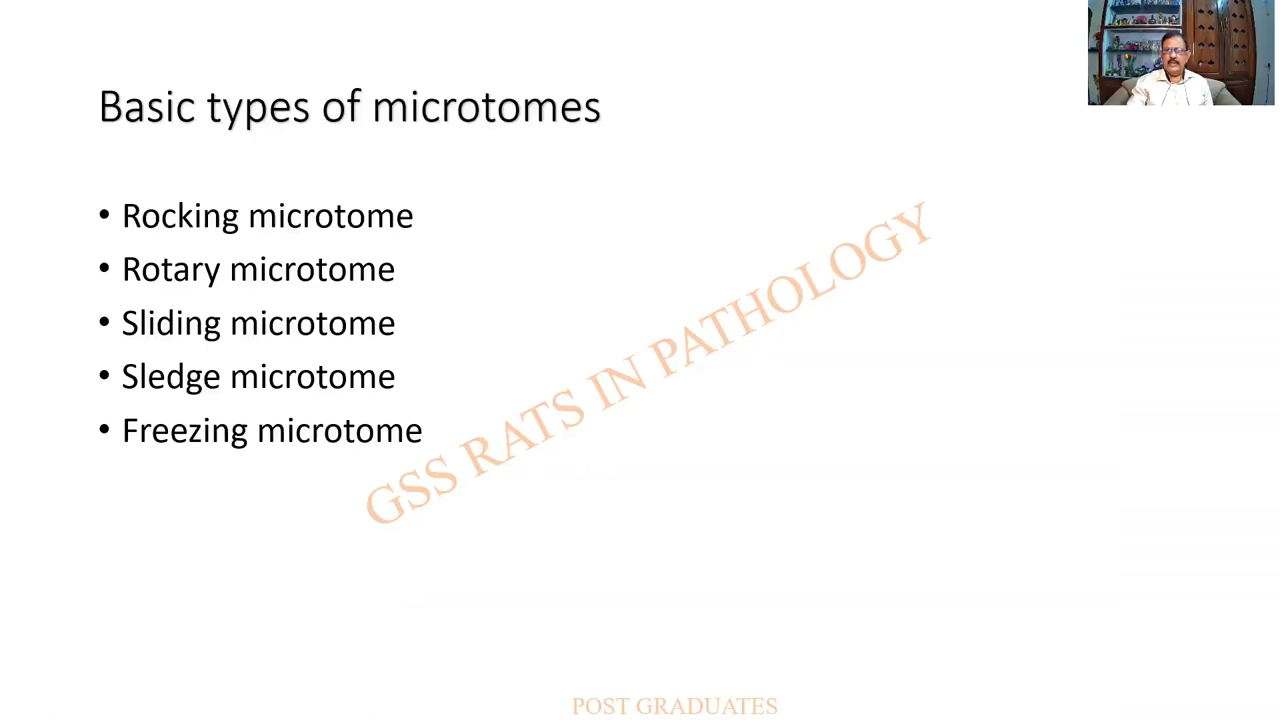 Basic types of microtomes
• Rocking microtome
• Rotary microtome
• Sliding microtome
• Sledge microtome
• Freezing microtome
GSS RATS IN PATHOLOGY
POST GRADUATES